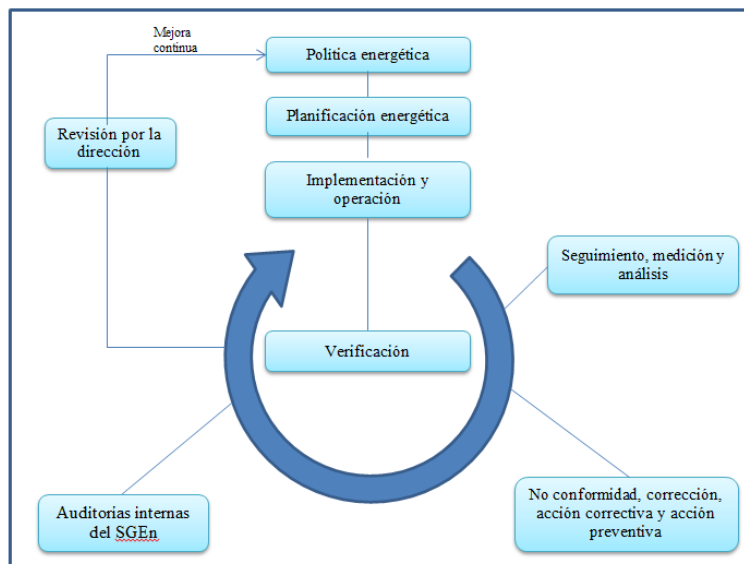 Mejora
continua
Política energética
Planificación energética
Revisión por la
dirección
Implementación y
operación
Seguimiento, medición y
análisis
Verificación
Auditorías internas
del SGEn
No conformidad, corrección,
acción correctiva y acción
preventiva